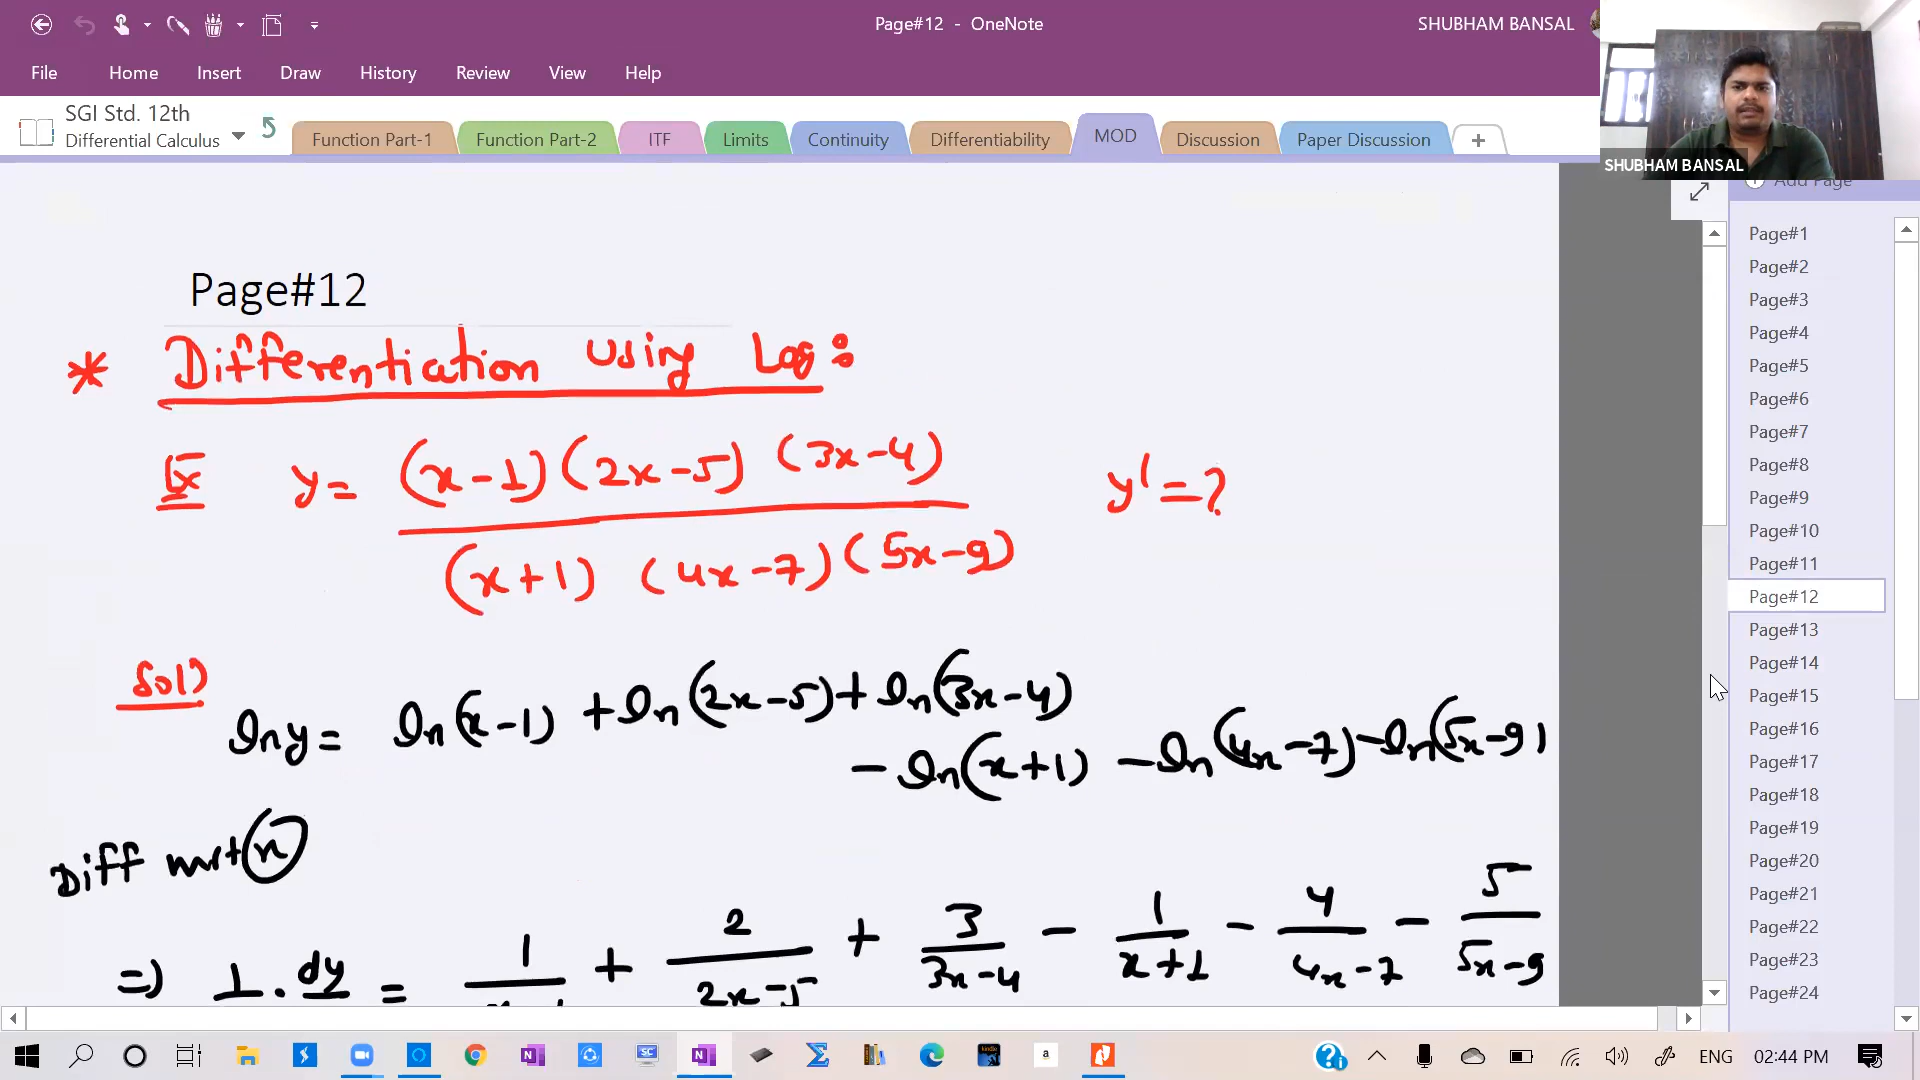 Page#12 - OneNote
SHUBHAM BANSAL
File Home Insert Draw History Review View Help
SGI Std. 12th
Differential Calculus
Function Part-1 Function Part-2 ITF Limits Continuity Differentiability MOD Discussion Paper Discussion +
SHUBHAM BANSAL
Add Page
Page#1
Page#2
Page#3
Page#4
Page#5
Page#6
Page#7
Page#8
Page#9
Page#10
Page#11
Page#12
Page#13
Page#14
Page#15
Page#16
Page#17
Page#18
Page#19
Page#20
Page#21
Page#22
Page#23
Page#24
Page#12
* Differentiation Using Log:
Ex y = (x-1)(2x-5)(3x-4) y' = ?
(x+1) (4x-7)(5x-9)
Sol)
ln y = ln(x-1) + ln(2x-5) + ln(3x-4)
- ln(x+1) - ln(4x-7) - ln(5x-9)
Diff wrt x
1 2 3 1 4 5
=> 1 . dy = + + - - -
2x-5 3x-4 x+1 4x-7 5x-9
ENG 02:44 PM